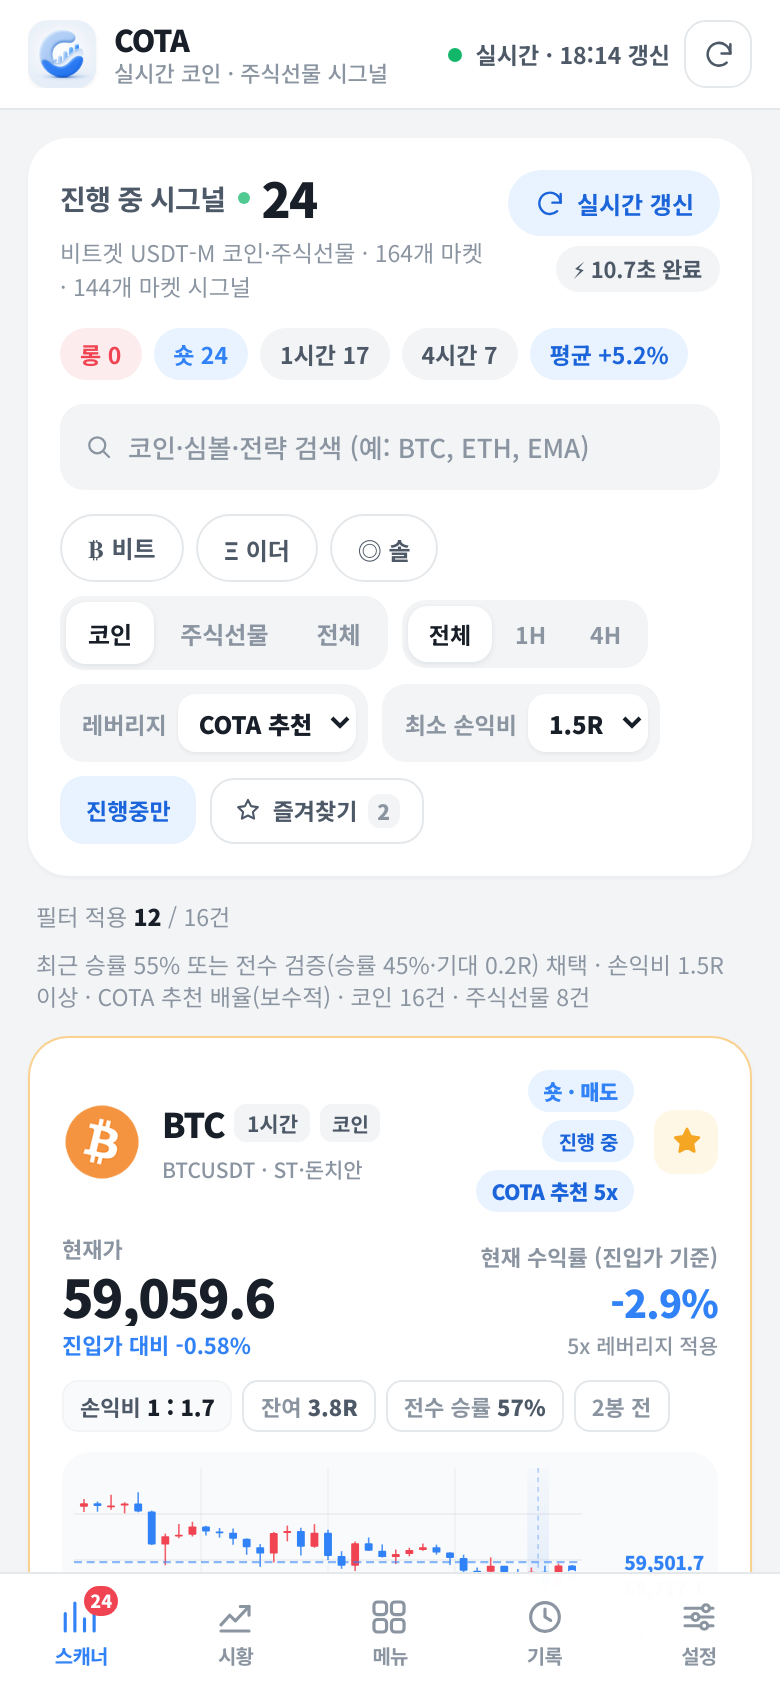 COTA
실시간 코인 · 주식선물 시그널
실시간 · 18:14 갱신
진행 중 시그널 24
실시간 갱신
비트겟 USDT-M 코인·주식선물 · 164개 마켓
· 144개 마켓 시그널
⚡ 10.7초 완료
롱 0
숏 24
1시간 17
4시간 7
평균 +5.2%
코인·심볼·전략 검색 (예: BTC, ETH, EMA)
₿ 비트
Ξ 이더
◎ 솔
코인
주식선물
전체
전체
1H
4H
레버리지
COTA 추천
최소 손익비
1.5R
진행중만
즐겨찾기 2
필터 적용 12 / 16건
최근 승률 55% 또는 전수 검증(승률 45%·기대 0.2R) 채택 · 손익비 1.5R
이상 · COTA 추천 배율(보수적) · 코인 16건 · 주식선물 8건
BTC 1시간 코인
BTCUSDT · ST·돈치안
숏 · 매도
진행 중
COTA 추천 5x
현재가
59,059.6
진입가 대비 -0.58%
현재 수익률 (진입가 기준)
-2.9%
5x 레버리지 적용
손익비 1 : 1.7
잔여 3.8R
전수 승률 57%
2봉 전
59,501.7
24
스캐너
시황
메뉴
기록
설정